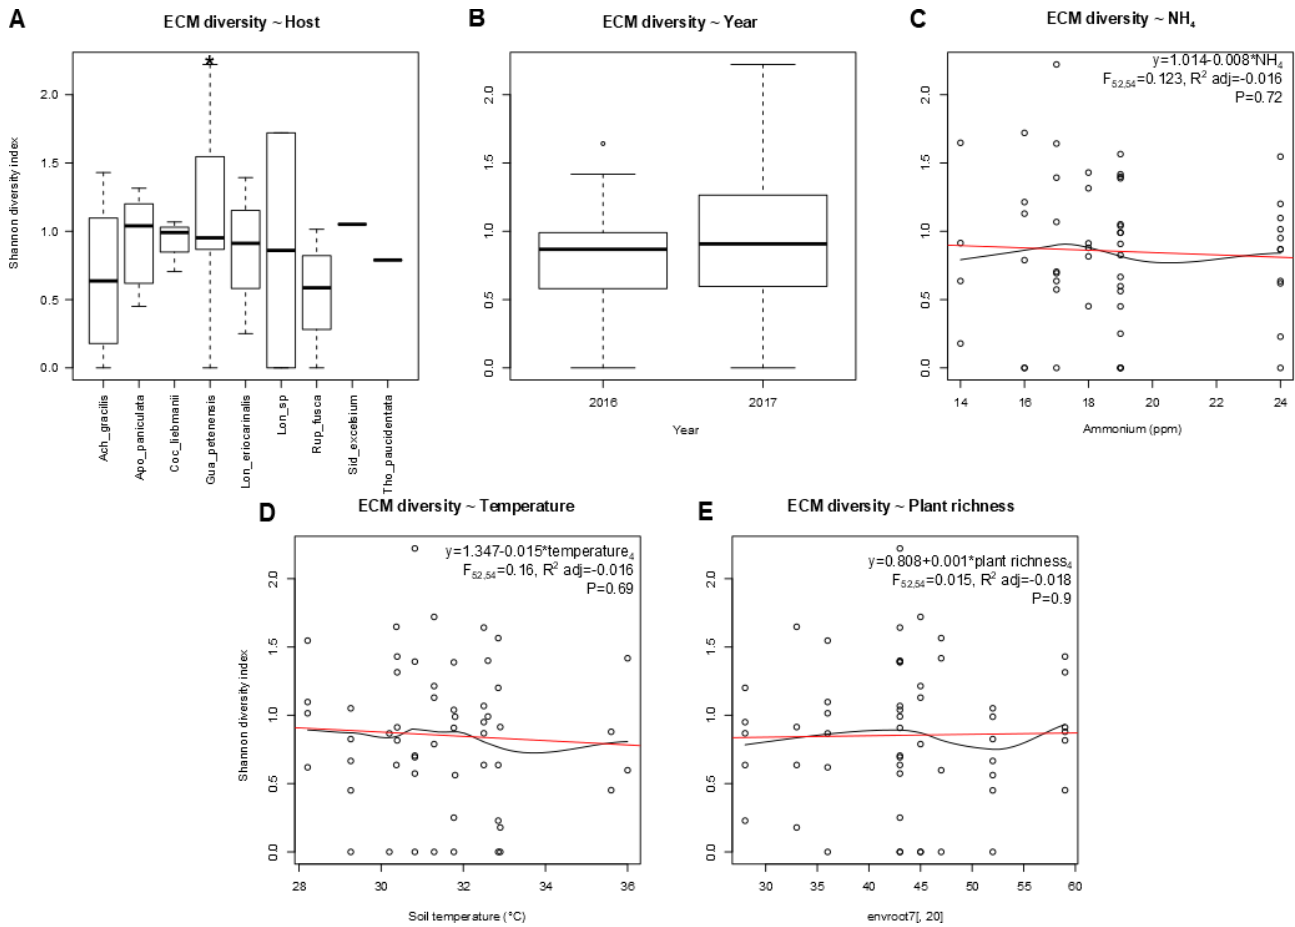 A
ECM diversity ~ Host
Shannon diversity index
2.0
1.5
1.0
0.5
0.0
*
Ach_gracilis
Apo_paniculata
Coc_liebmanii
Gua_petenensis
Lon_eriocarinalis
Lon_sp
Rup_fusca
Sid_excelsium
Tho_paucidentata
B
ECM diversity ~ Year
2.0
1.5
1.0
0.5
0.0
2016
2017
Year
C
ECM diversity ~ NH4
y=1.014-0.008*NH4
F52,54=0.123, R2 adj=-0.016
P=0.72
2.0
1.5
1.0
0.5
0.0
14
16
18
20
22
24
Ammonium (ppm)
D
ECM diversity ~ Temperature
y=1.347-0.015*temperature4
F52,54=0.16, R2 adj=-0.016
P=0.69
Shannon diversity index
2.0
1.5
1.0
0.5
0.0
28
30
32
34
36
Soil temperature (°C)
E
ECM diversity ~ Plant richness
y=0.808+0.001*plant richness4
F52,54=0.015, R2 adj=-0.018
P=0.9
2.0
1.5
1.0
0.5
0.0
30
35
40
45
50
55
60
envroot7[, 20]